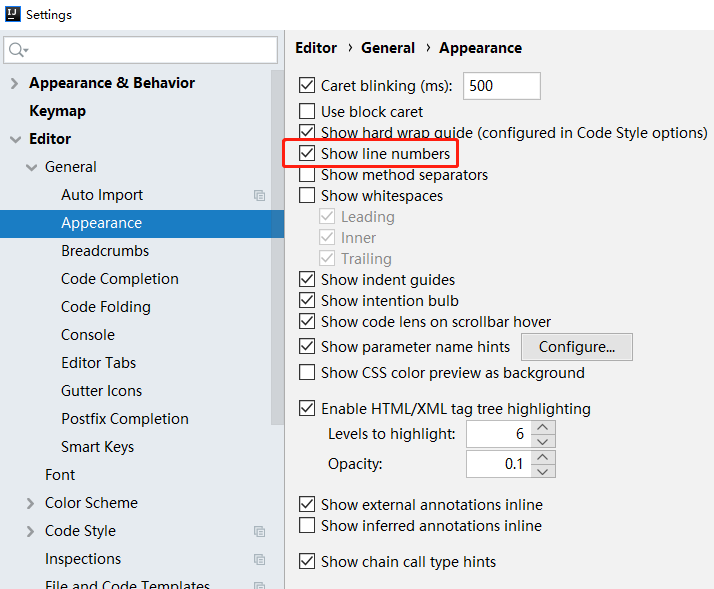 IJ Settings
Appearance & Behavior
Keymap
Editor
General
Auto Import
Appearance
Breadcrumbs
Code Completion
Code Folding
Console
Editor Tabs
Gutter Icons
Postfix Completion
Smart Keys
Font
Color Scheme
Code Style
Inspections
File and Code Templates
Editor › General › Appearance
Caret blinking (ms): 500
Use block caret
Show hard wrap guide (configured in Code Style options)
Show line numbers
Show method separators
Show whitespaces
Leading
Inner
Trailing
Show indent guides
Show intention bulb
Show code lens on scrollbar hover
Show parameter name hints Configure...
Show CSS color preview as background
Enable HTML/XML tag tree highlighting
Levels to highlight: 6
Opacity: 0.1
Show external annotations inline
Show inferred annotations inline
Show chain call type hints